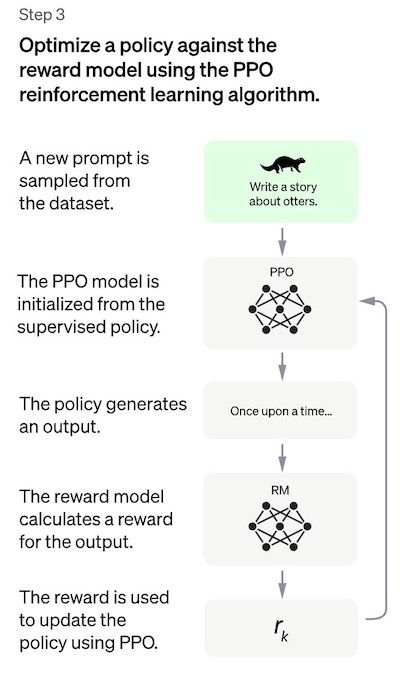 Step 3
Optimize a policy against the
reward model using the PPO
reinforcement learning algorithm.
A new prompt is
sampled from
the dataset.
Write a story
about otters.
The PPO model is
initialized from the
supervised policy.
PPO
The policy generates
an output.
Once upon a time...
The reward model
calculates a reward
for the output.
RM
The reward is used
to update the
policy using PPO.
rk